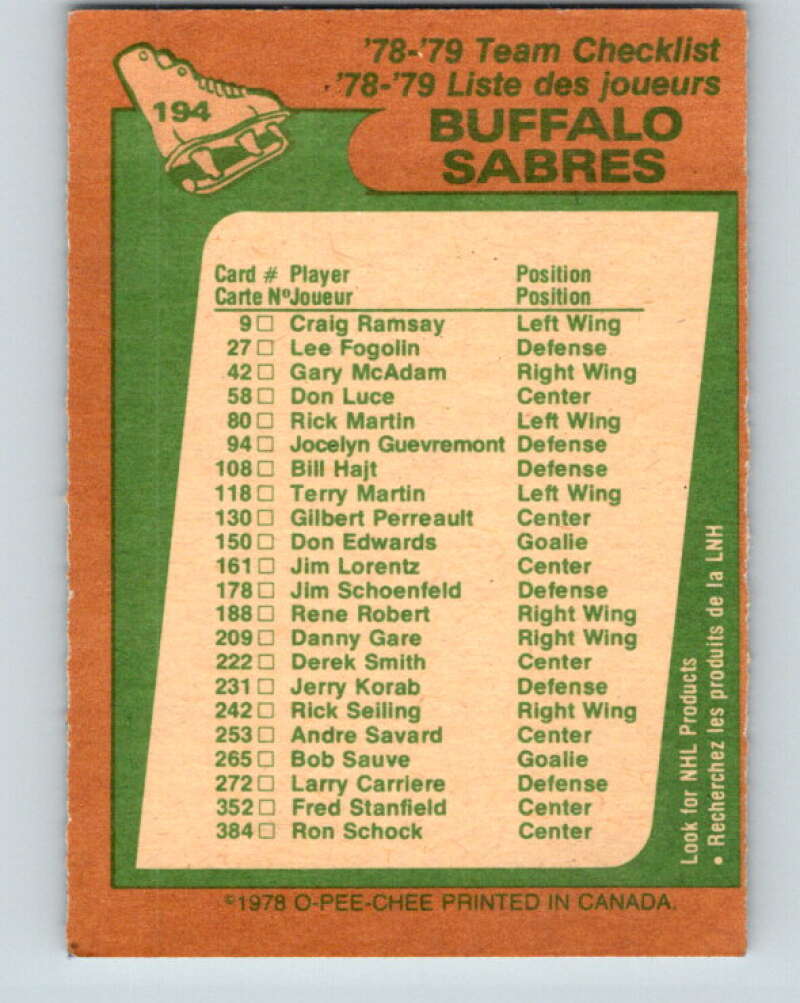 194
'78-'79 Team Checklist
'78-'79 Liste des joueurs
BUFFALO
SABRES
Card # Player Position
Carte Nº Joueur Position
9 □ Craig Ramsay Left Wing
27 □ Lee Fogolin Defense
42 □ Gary McAdam Right Wing
58 □ Don Luce Center
80 □ Rick Martin Left Wing
94 □ Jocelyn Guevremont Defense
108 □ Bill Hajt Defense
118 □ Terry Martin Left Wing
130 □ Gilbert Perreault Center
150 □ Don Edwards Goalie
161 □ Jim Lorentz Center
178 □ Jim Schoenfeld Defense
188 □ Rene Robert Right Wing
209 □ Danny Gare Right Wing
222 □ Derek Smith Center
231 □ Jerry Korab Defense
242 □ Rick Seiling Right Wing
253 □ Andre Savard Center
265 □ Bob Sauve Goalie
272 □ Larry Carriere Defense
352 □ Fred Stanfield Center
384 □ Ron Schock Center
Look for NHL Products
• Recherchez les produits de la LNH
©1978 O-PEE-CHEE PRINTED IN CANADA.